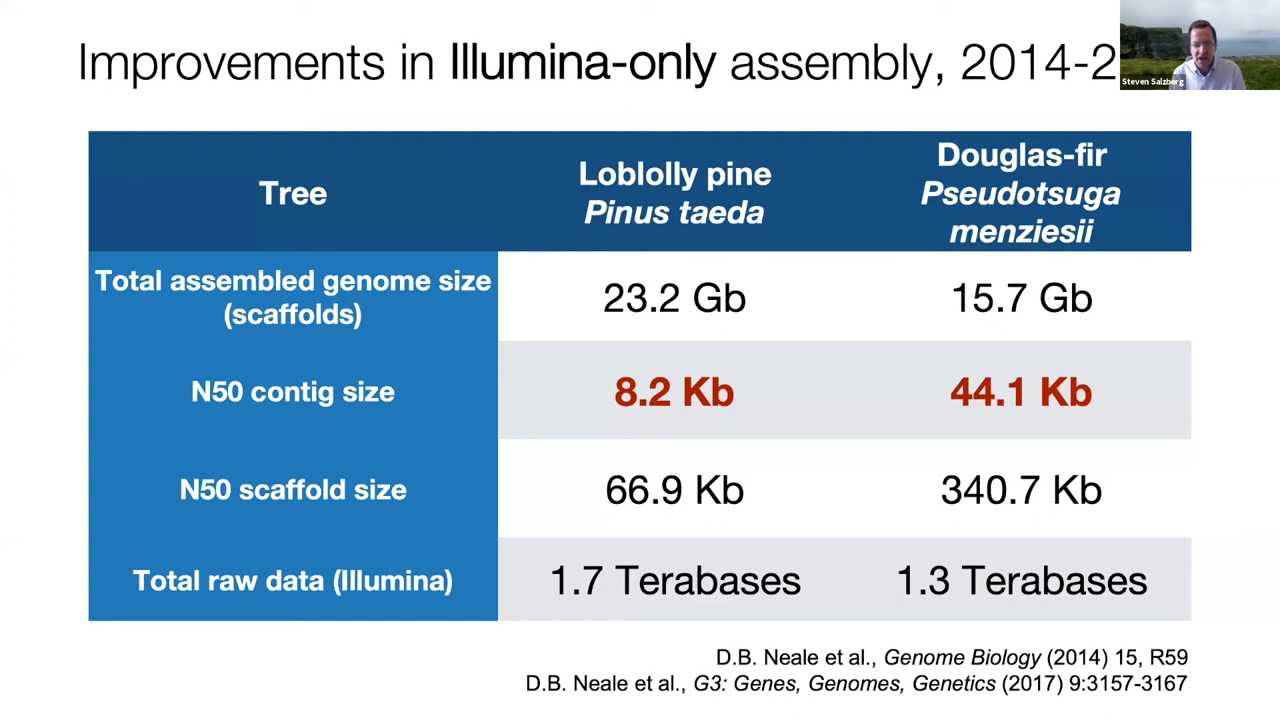 Improvements in Illumina-only assembly, 2014-2
Steven Salzberg
Tree
Loblolly pine
Pinus taeda
Douglas-fir
Pseudotsuga
menziesii
Total assembled genome size
(scaffolds)
23.2 Gb
15.7 Gb
N50 contig size
8.2 Kb
44.1 Kb
N50 scaffold size
66.9 Kb
340.7 Kb
Total raw data (Illumina)
1.7 Terabases
1.3 Terabases
D.B. Neale et al., Genome Biology (2014) 15, R59
D.B. Neale et al., G3: Genes, Genomes, Genetics (2017) 9:3157-3167